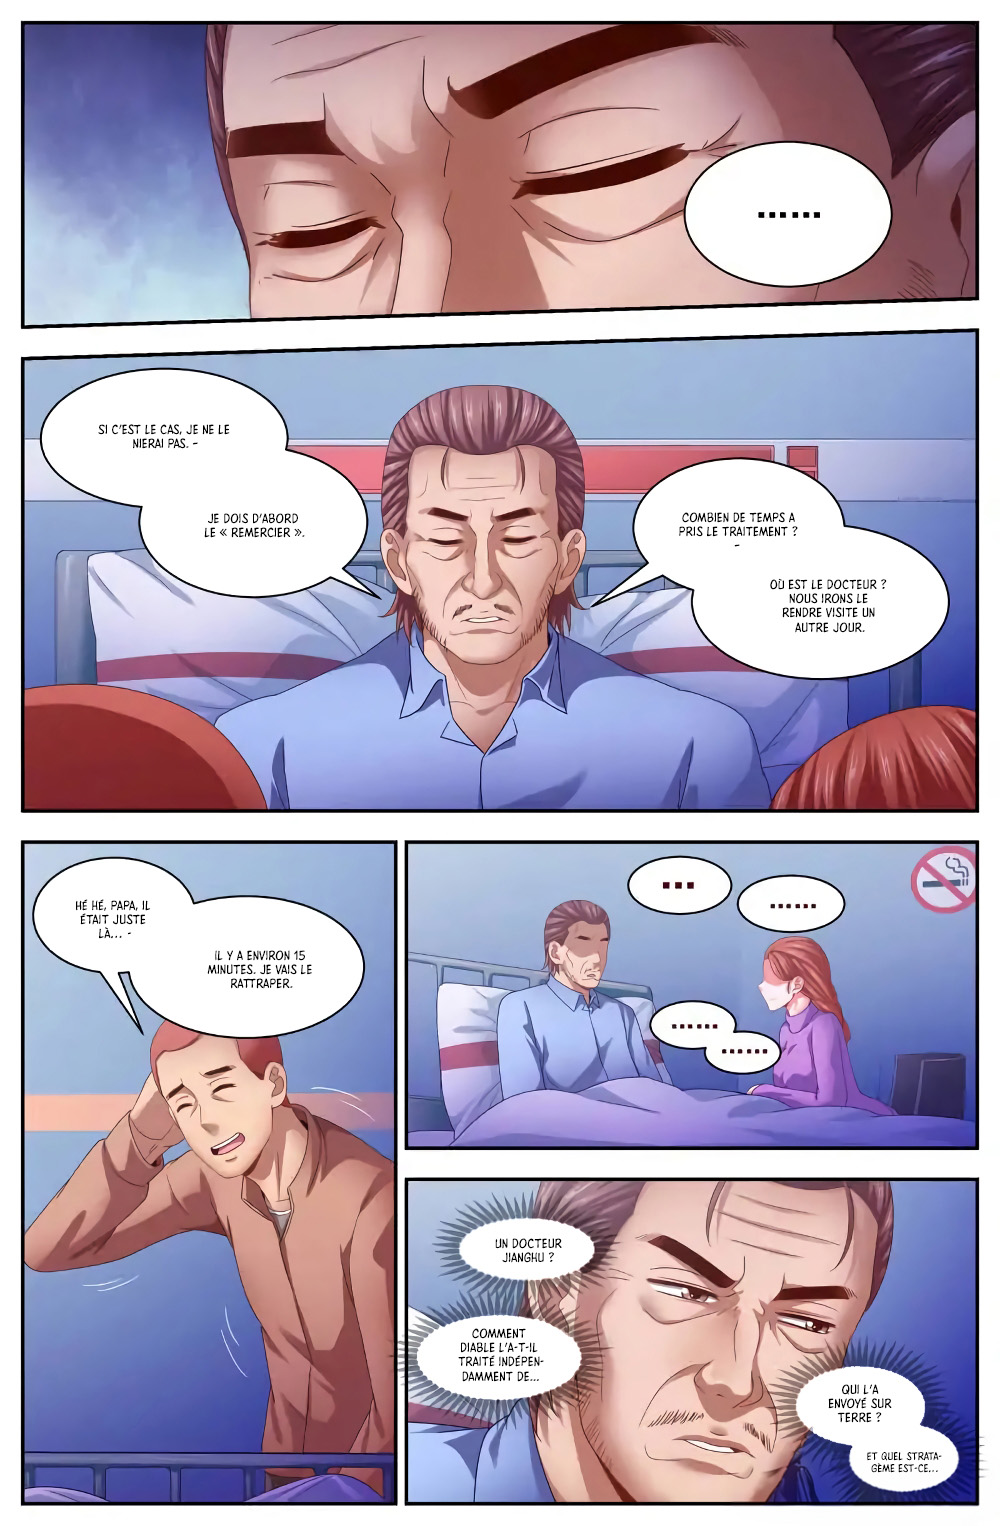 ......
SI C'EST LE CAS, JE NE LE
NIERAI PAS. -
JE DOIS D'ABORD
LE « REMERCIER ».
COMBIEN DE TEMPS A
PRIS LE TRAITEMENT ?
-
OÙ EST LE DOCTEUR ?
NOUS IRONS LE
RENDRE VISITE UN
AUTRE JOUR.
HÉ HÉ, PAPA, IL
ÉTAIT JUSTE
LÀ... -
IL Y A ENVIRON 15
MINUTES. JE VAIS LE
RATTRAPER.
...
......
......
......
UN DOCTEUR
JIANGHU ?
COMMENT
DIABLE L'A-T-IL
TRAITÉ INDÉPEN-
DAMMENT DE...
QUI L'A
ENVOYÉ SUR
TERRE ?
ET QUEL STRATA-
GÈME EST-CE...